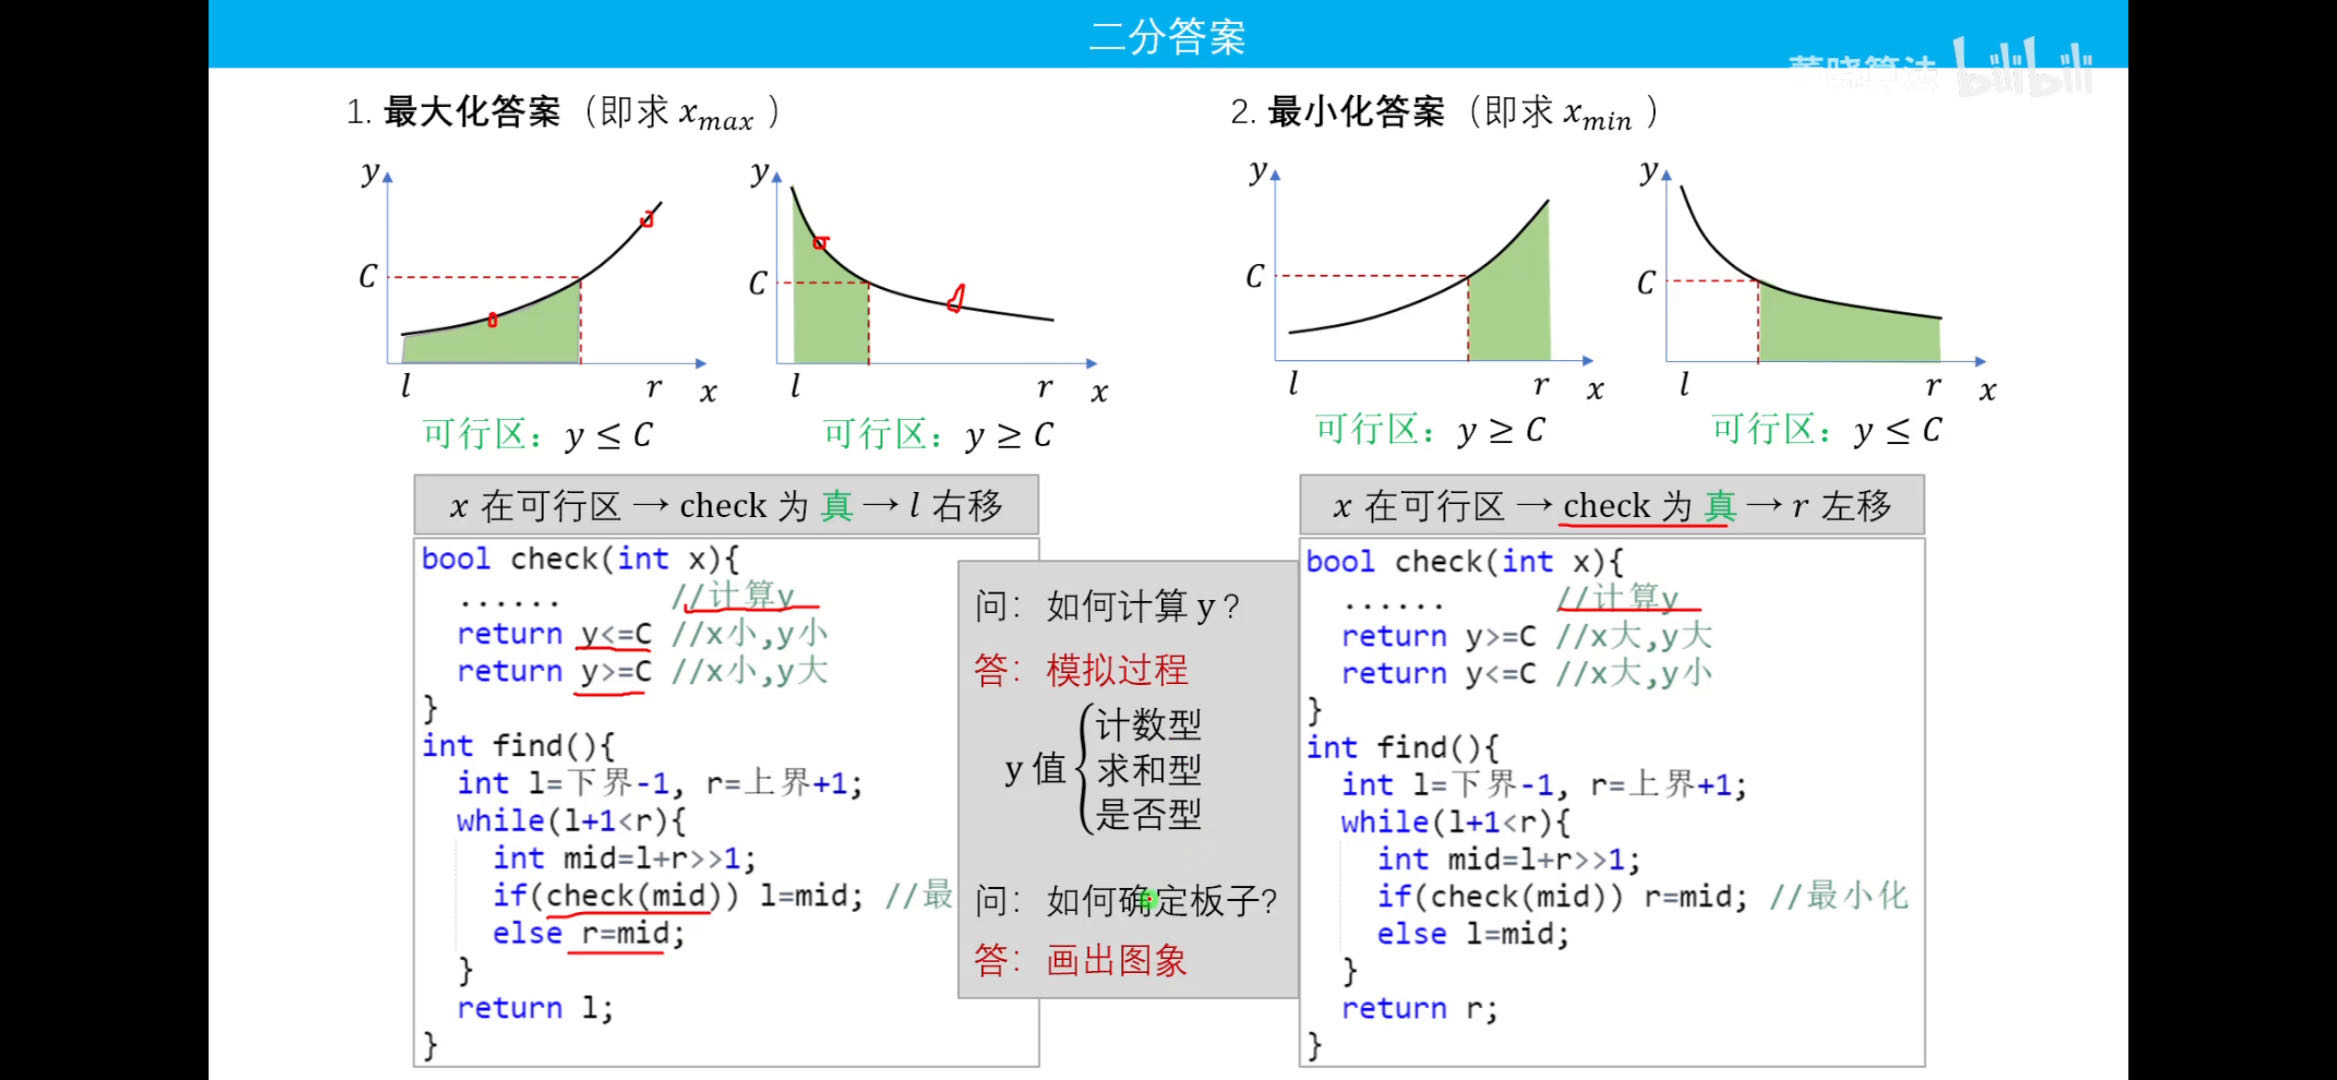 二分答案
董晓算法 bilibili
1. 最大化答案（即求 xmax ）
y
C
l
r
x
可行区：y ≤ C
y
C
l
r
x
可行区：y ≥ C
x 在可行区 → check 为 真 → l 右移
bool check(int x){
...... //计算y
return y<=C //x小,y小
return y>=C //x小,y大
}
int find(){
int l=下界-1, r=上界+1;
while(l+1<r){
int mid=l+r>>1;
if(check(mid)) l=mid; //最
else r=mid;
}
return l;
}
问：如何计算 y？
答：模拟过程
y 值
计数型
求和型
是否型
问：如何确定板子?
答：画出图象
2. 最小化答案（即求 xmin ）
y
C
l
r
x
可行区：y ≥ C
y
C
l
r
x
可行区：y ≤ C
x 在可行区 → check 为 真 → r 左移
bool check(int x){
...... //计算y
return y>=C //x大,y大
return y<=C //x大,y小
}
int find(){
int l=下界-1, r=上界+1;
while(l+1<r){
int mid=l+r>>1;
if(check(mid)) r=mid; //最小化
else l=mid;
}
return r;
}